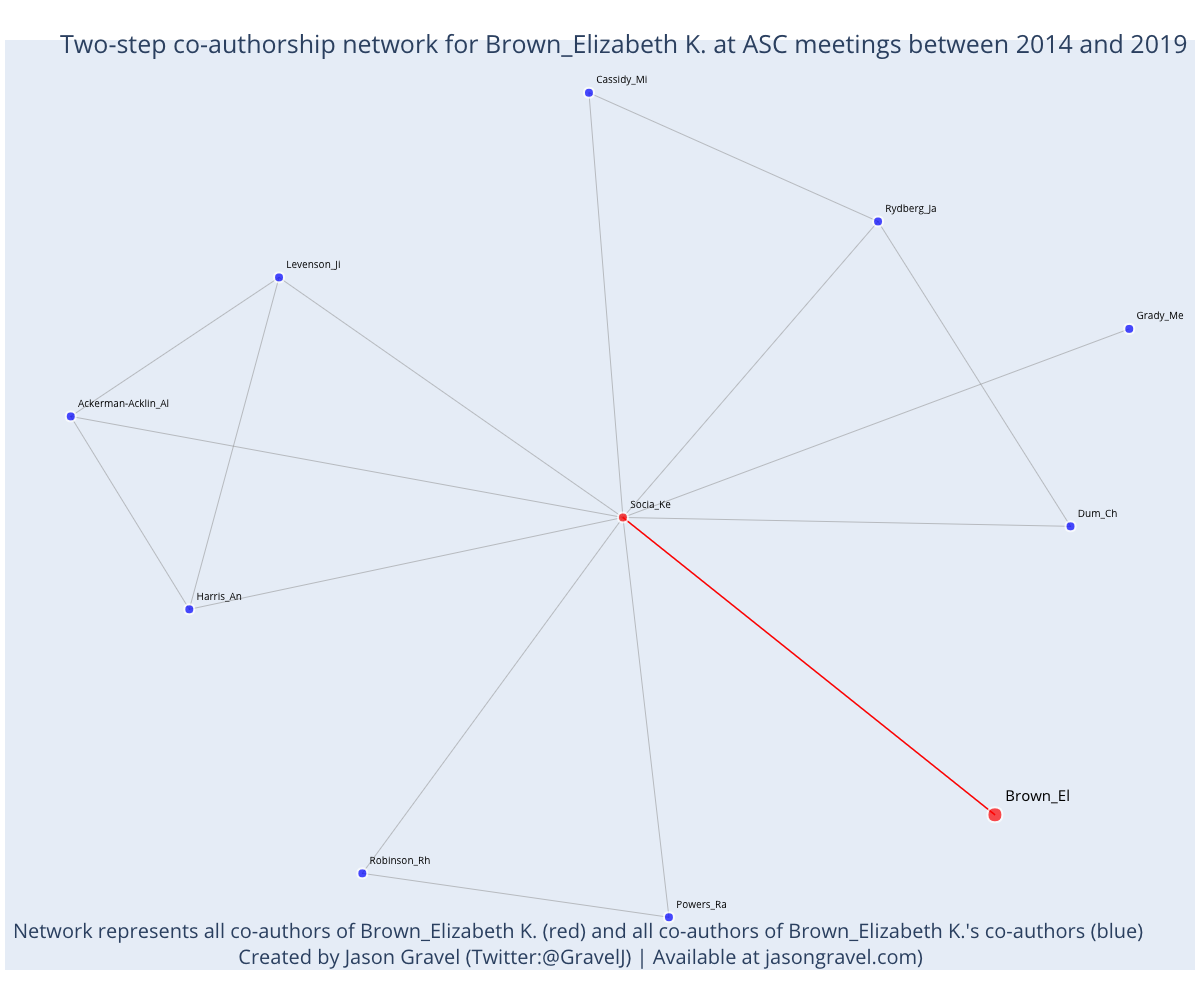 Two-step co-authorship network for Brown_Elizabeth K. at ASC meetings between 2014 and 2019
Cassidy_Mi
Rydberg_Ja
Levenson_Ji
Grady_Me
Ackerman-Acklin_Al
Socia_Ke
Dum_Ch
Harris_An
Brown_El
Robinson_Rh
Powers_Ra
Network represents all co-authors of Brown_Elizabeth K. (red) and all co-authors of Brown_Elizabeth K.'s co-authors (blue)
Created by Jason Gravel (Twitter:@GravelJ) | Available at jasongravel.com)